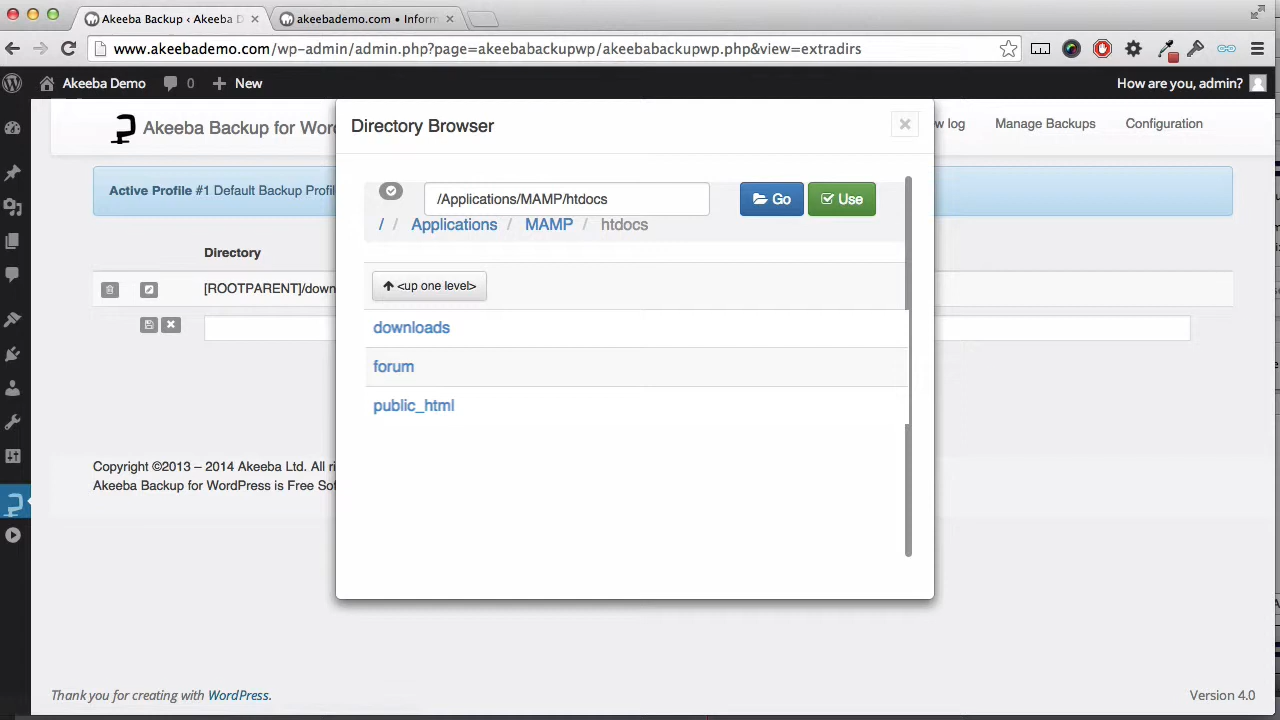 Akeeba Backup ‹ Akeeba D
akeebademo.com • Inform
www.akeebademo.com/wp-admin/admin.php?page=akeebabackupwp/akeebabackupwp.php&view=extradirs
Akeeba Demo 0 New How are you, admin?
Akeeba Backup for Wor
Directory Browser
log Manage Backups Configuration
Active Profile #1 Default Backup Profil
/Applications/MAMP/htdocs Go Use
/ / Applications / MAMP / htdocs
Directory
<up one level>
[ROOTPARENT]/down
downloads
forum
public_html
Copyright ©2013 – 2014 Akeeba Ltd. All ri
Akeeba Backup for WordPress is Free Sof
Thank you for creating with WordPress.
Version 4.0